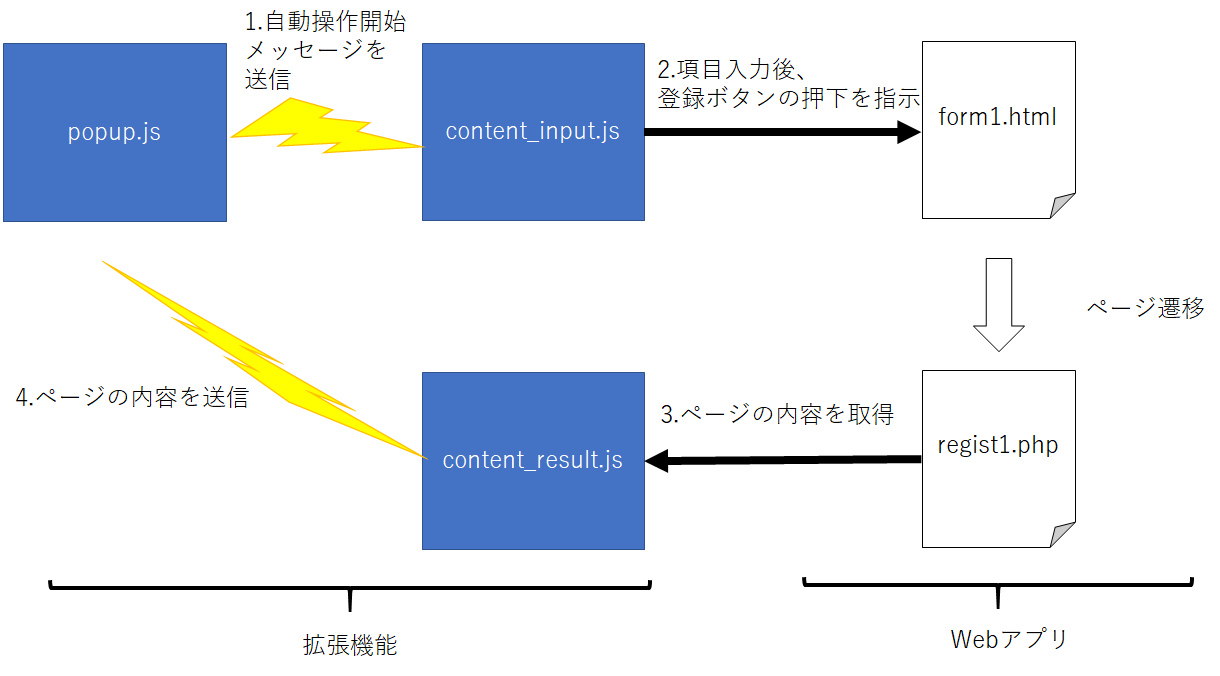 1.自動操作開始
メッセージを
送信
popup.js
content_input.js
2.項目入力後、
登録ボタンの押下を指示
form1.html
ページ遷移
4.ページの内容を送信
content_result.js
3.ページの内容を取得
regist1.php
拡張機能
Webアプリ